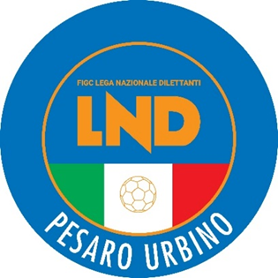 FIGC LEGA NAZIONALE DILETTANTI
LND
PESARO URBINO